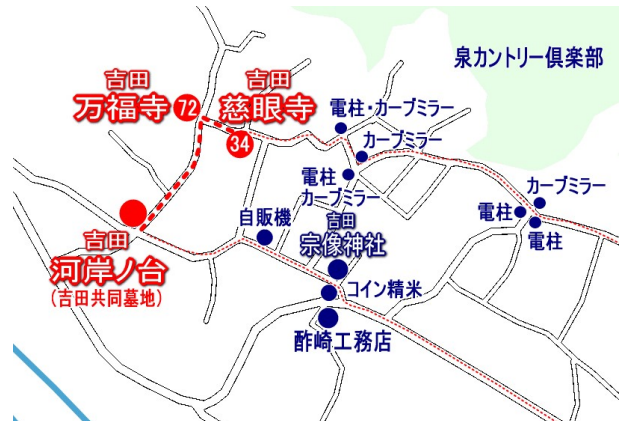 泉カントリー倶楽部
吉田
万福寺
72
吉田
慈眼寺
34
電柱・カーブミラー
カーブミラー
電柱
カーブミラー
カーブミラー
電柱
電柱
自販機
吉田
宗像神社
吉田
河岸ノ台
(吉田共同墓地)
コイン精米
酢崎工務店